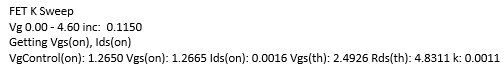 FET K Sweep
Vg 0.00 - 4.60 inc:  0.1150
Getting Vgs(on), Ids(on)
VgControl(on): 1.2650 Vgs(on): 1.2665 Ids(on): 0.0016 Vgs(th): 2.4926 Rds(th): 4.8311 k: 0.0011